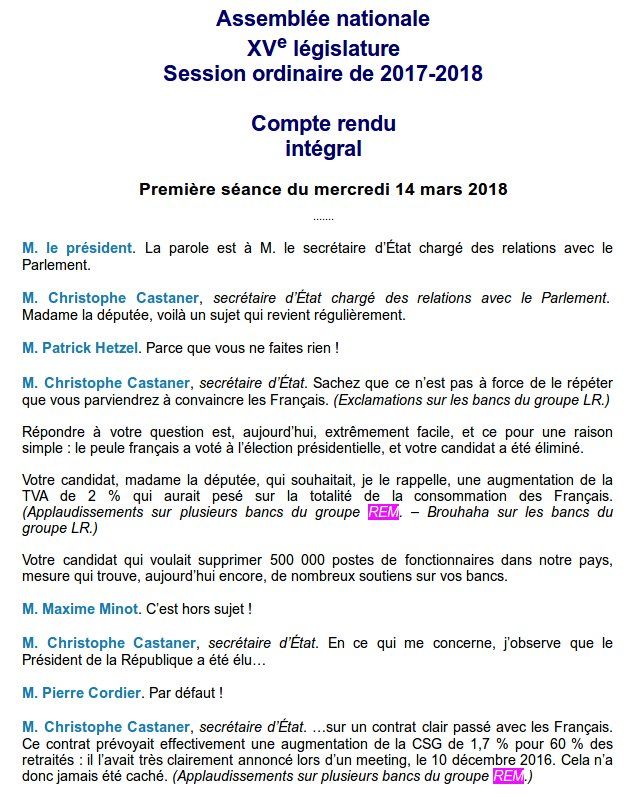 Assemblée nationale
XVe législature
Session ordinaire de 2017-2018
Compte rendu
intégral
Première séance du mercredi 14 mars 2018
.......
M. le président. La parole est à M. le secrétaire d’État chargé des relations avec le
Parlement.
M. Christophe Castaner, secrétaire d’État chargé des relations avec le Parlement.
Madame la députée, voilà un sujet qui revient régulièrement.
M. Patrick Hetzel. Parce que vous ne faites rien !
M. Christophe Castaner, secrétaire d’État. Sachez que ce n’est pas à force de le répéter
que vous parviendrez à convaincre les Français. (Exclamations sur les bancs du groupe LR.)
Répondre à votre question est, aujourd’hui, extrêmement facile, et ce pour une raison
simple : le peule français a voté à l’élection présidentielle, et votre candidat a été éliminé.
Votre candidat, madame la députée, qui souhaitait, je le rappelle, une augmentation de la
TVA de 2 % qui aurait pesé sur la totalité de la consommation des Français.
(Applaudissements sur plusieurs bancs du groupe REM. – Brouhaha sur les bancs du
groupe LR.)
Votre candidat qui voulait supprimer 500 000 postes de fonctionnaires dans notre pays,
mesure qui trouve, aujourd’hui encore, de nombreux soutiens sur vos bancs.
M. Maxime Minot. C’est hors sujet !
M. Christophe Castaner, secrétaire d’État. En ce qui me concerne, j’observe que le
Président de la République a été élu…
M. Pierre Cordier. Par défaut !
M. Christophe Castaner, secrétaire d’État. …sur un contrat clair passé avec les Français.
Ce contrat prévoyait effectivement une augmentation de la CSG de 1,7 % pour 60 % des
retraités : il l’avait très clairement annoncé lors d’un meeting, le 10 décembre 2016. Cela n’a
donc jamais été caché. (Applaudissements sur plusieurs bancs du groupe REM.)